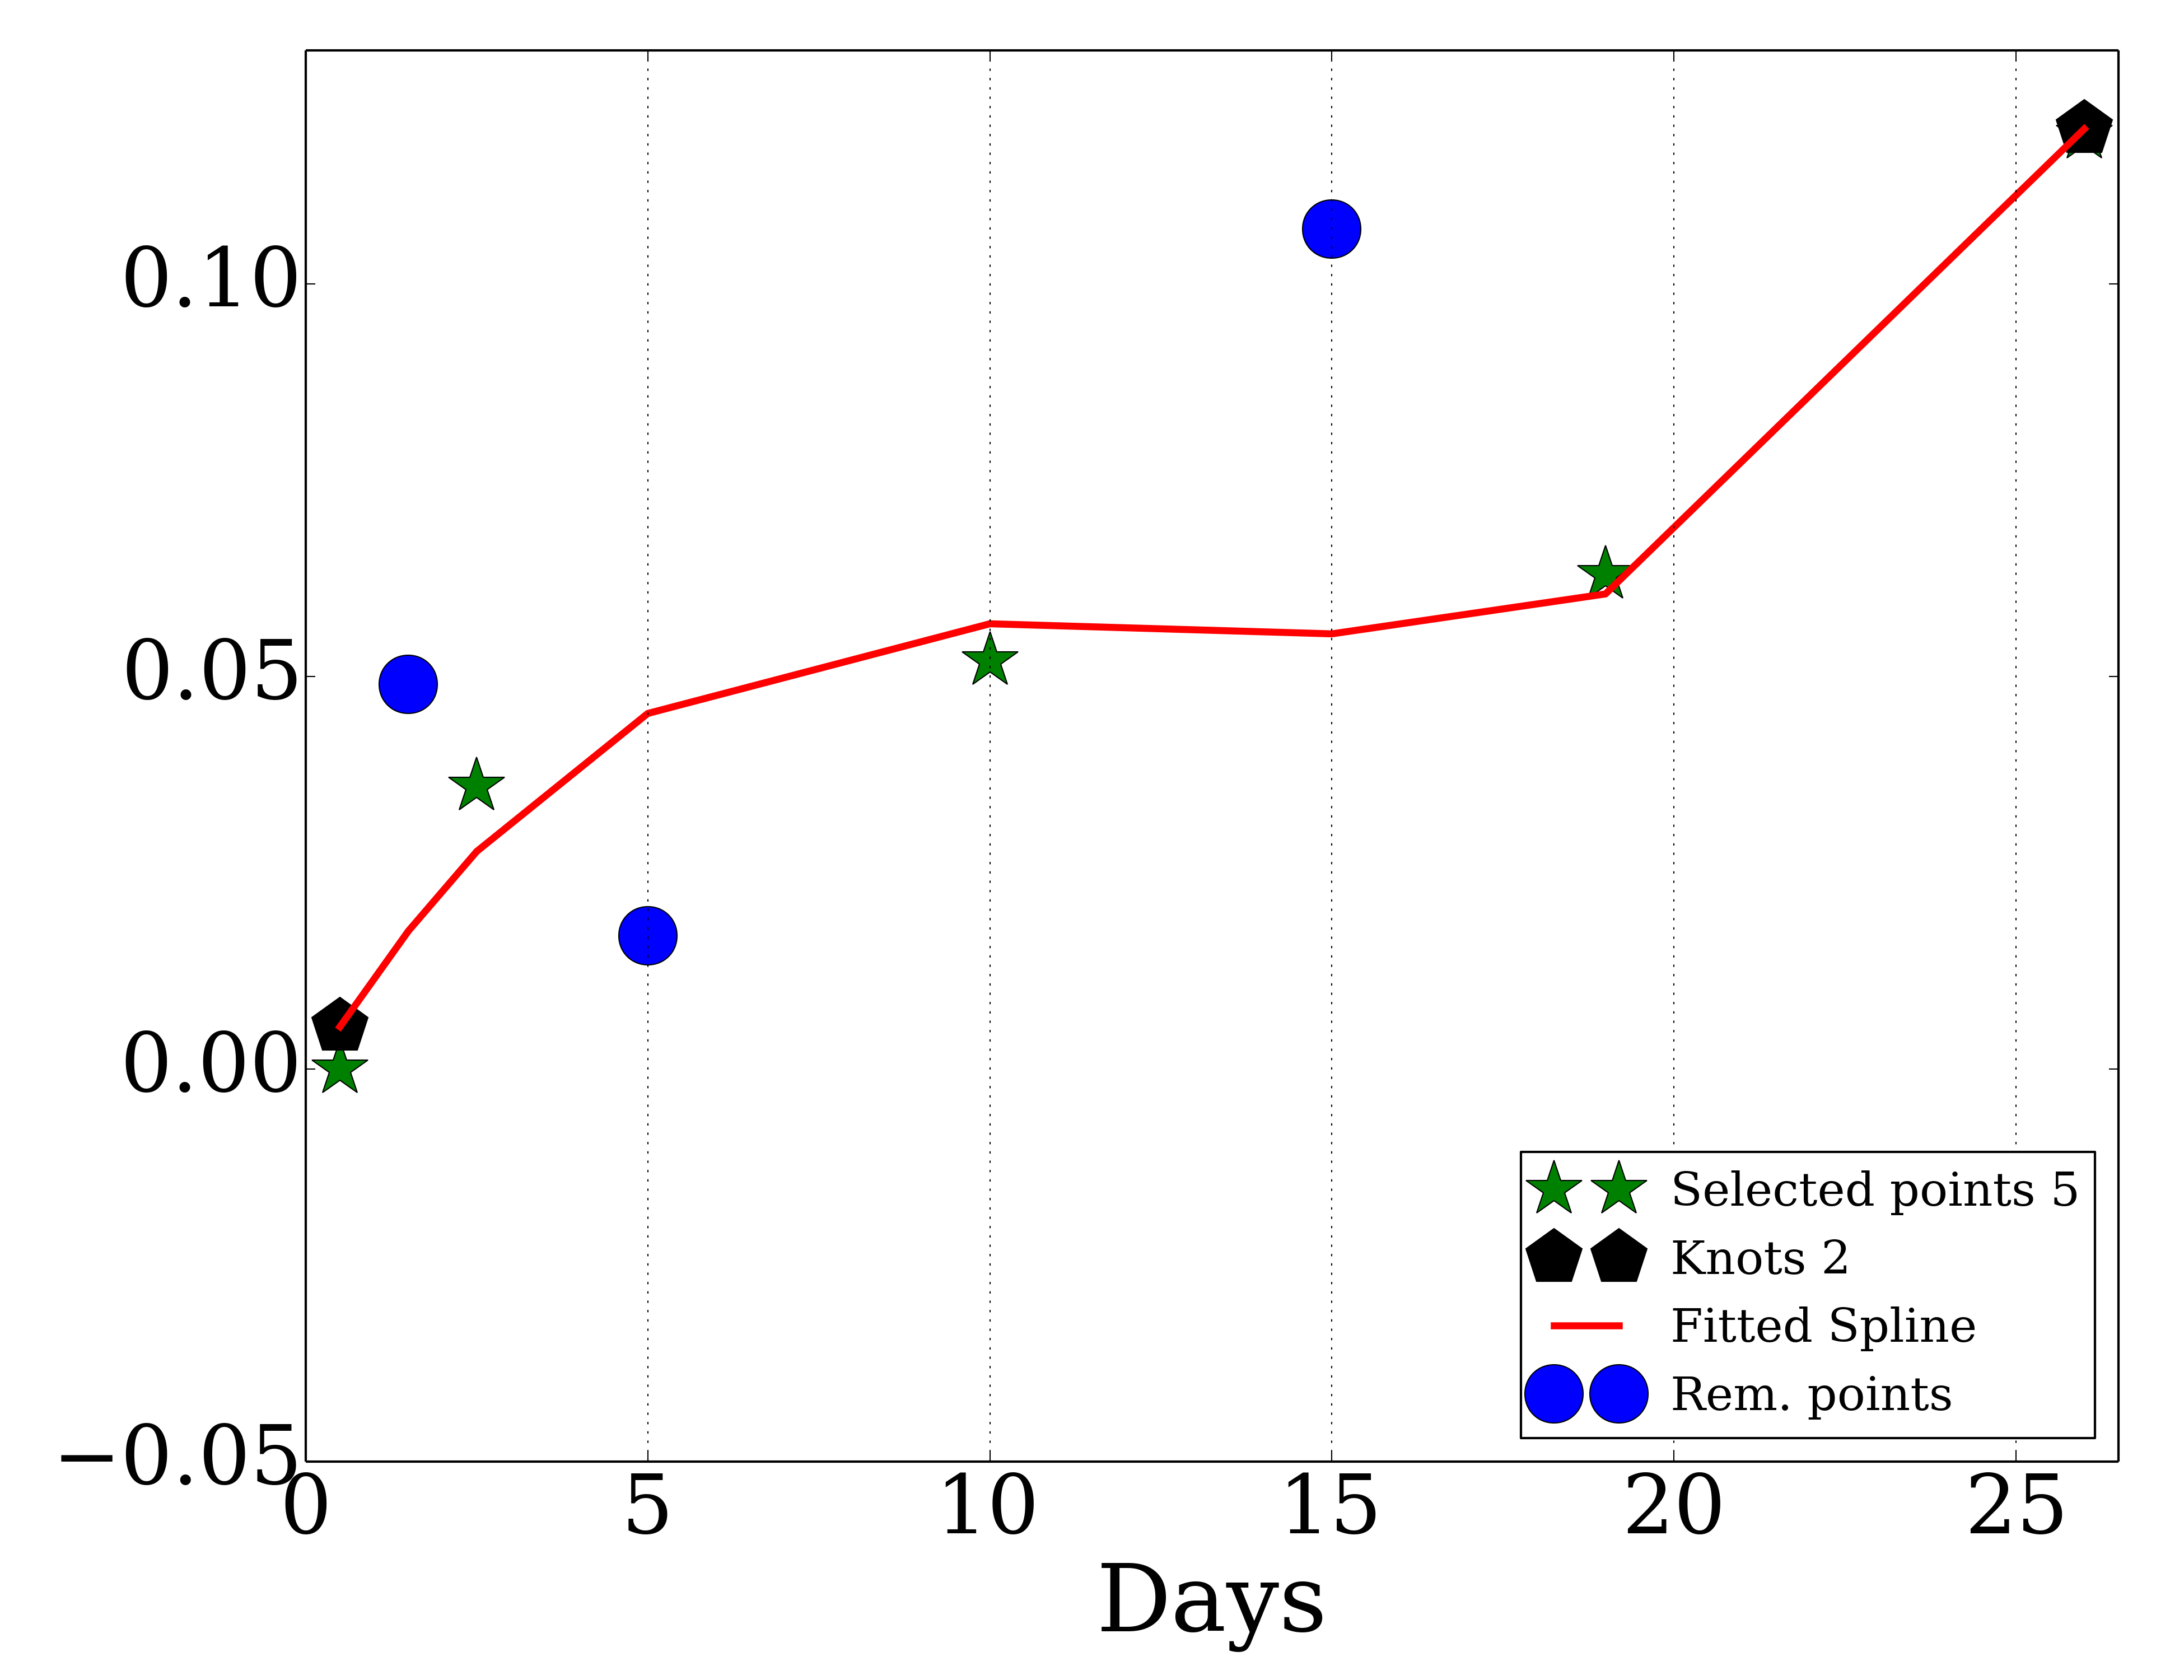 0.10
0.05
0.00
−0.05
0 5 10 15 20 25
Days
Selected points 5
Knots 2
Fitted Spline
Rem. points